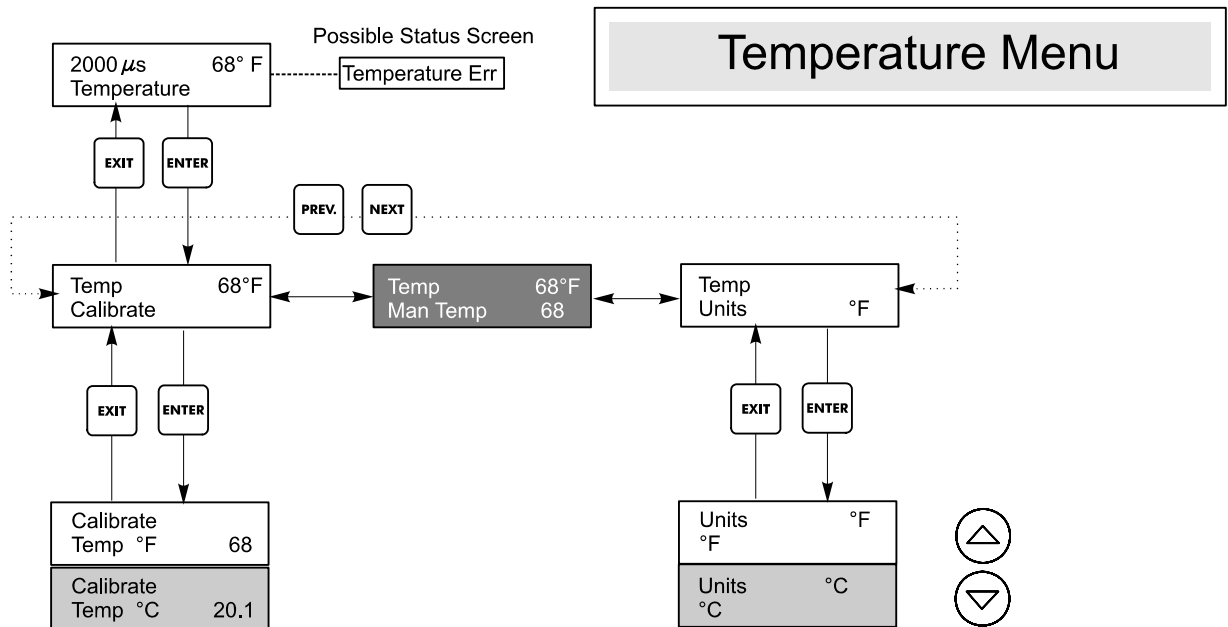 Temperature Menu
Possible Status Screen
2000 μs 68° F
Temperature
Temperature Err
EXIT
ENTER
PREV.
NEXT
Temp 68°F
Calibrate
Temp 68°F
Man Temp 68
Temp
Units °F
EXIT
ENTER
EXIT
ENTER
Calibrate
Temp °F 68
Calibrate
Temp °C 20.1
Units °F
°F
Units °C
°C